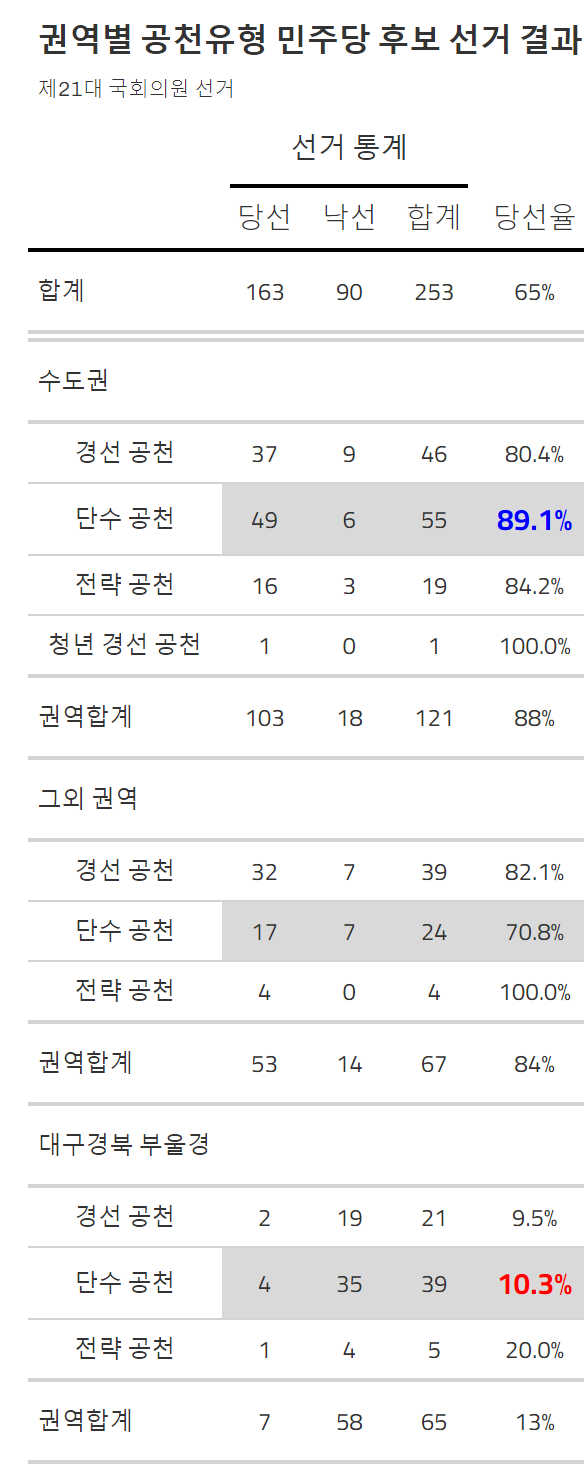 권역별 공천유형 민주당 후보 선거 결과
제21대 국회의원 선거
선거 통계
당선 낙선 합계 당선율
합계 163 90 253 65%
수도권
경선 공천 37 9 46 80.4%
단수 공천 49 6 55 89.1%
전략 공천 16 3 19 84.2%
청년 경선 공천 1 0 1 100.0%
권역합계 103 18 121 88%
그외 권역
경선 공천 32 7 39 82.1%
단수 공천 17 7 24 70.8%
전략 공천 4 0 4 100.0%
권역합계 53 14 67 84%
대구경북 부울경
경선 공천 2 19 21 9.5%
단수 공천 4 35 39 10.3%
전략 공천 1 4 5 20.0%
권역합계 7 58 65 13%